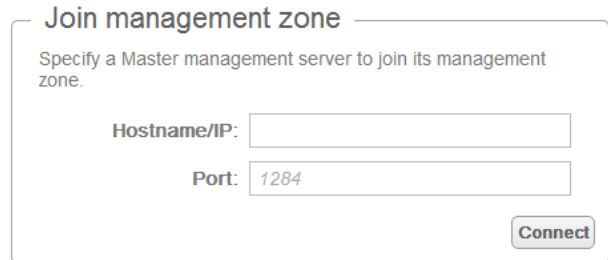 Join management zone
Specify a Master management server to join its management
zone.
Hostname/IP:
Port: 1284
Connect